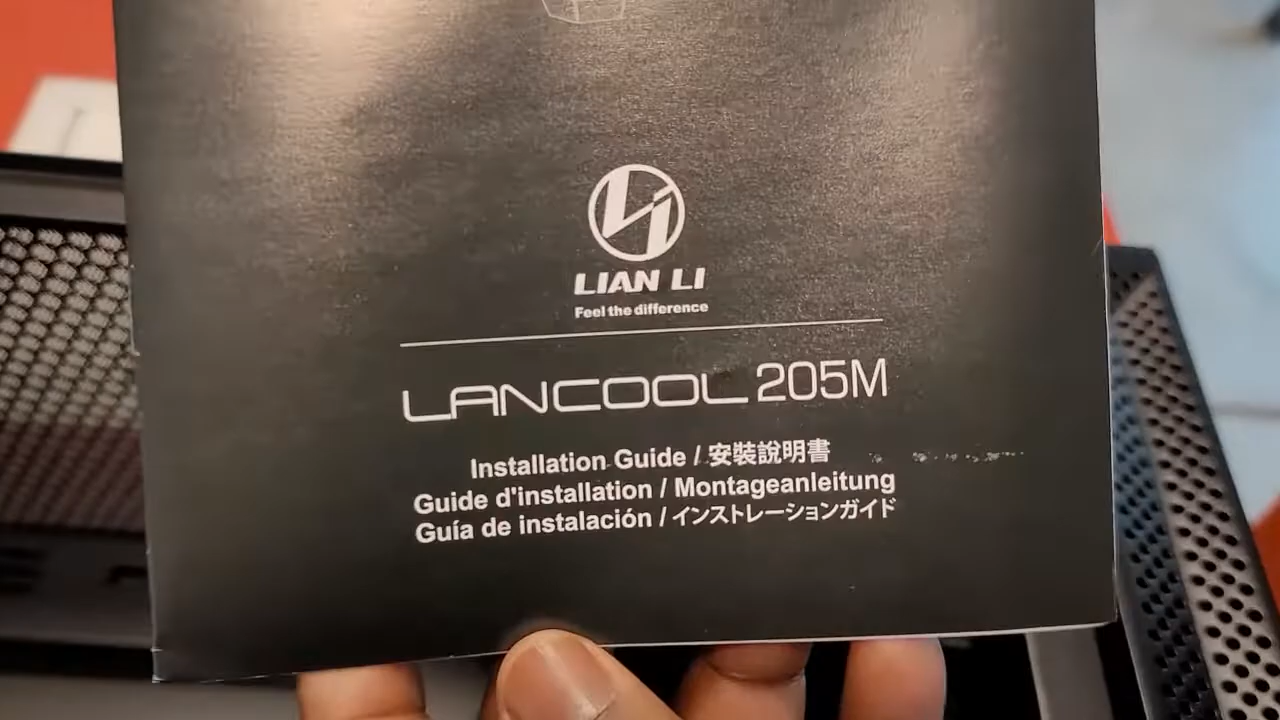 LIAN LI
Feel the difference
LANCOOL 205M
Installation Guide / 安裝說明書
Guide d'installation / Montageanleitung
Guía de instalación / インストレーションガイド